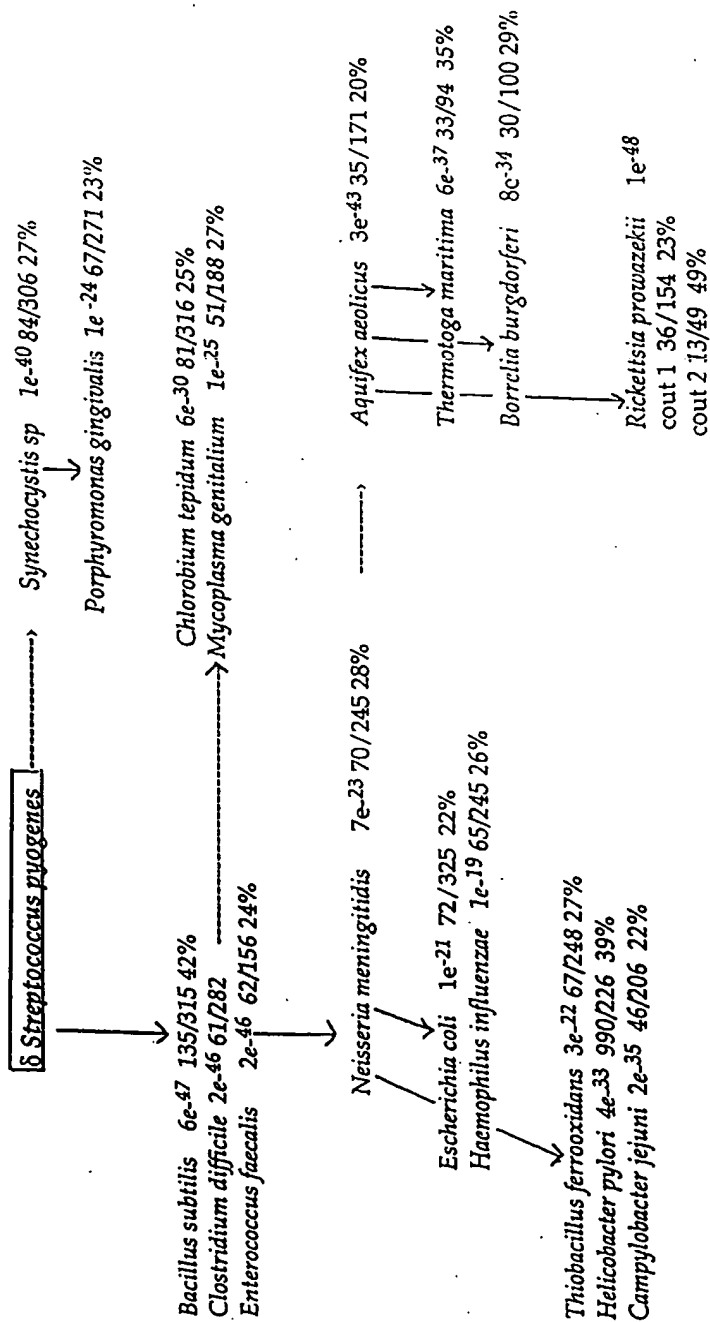 δ Streptococcus pyogenes
Synechocystis sp 1e-40 84/306 27%
Porphyromonas gingivalis 1e-24 67/271 23%
Bacillus subtilis 6e-47 135/315 42%
Clostridium difficile 2e-46 61/282
Enterococcus faecalis 2e-46 62/156 24%
Chlorobium tepidum 6e-30 81/316 25%
Mycoplasma genitalium 1e-25 51/188 27%
Neisseria meningitidis 7e-23 70/245 28%
Escherichia coli 1e-21 72/325 22%
Haemophilus influenzae 1e-19 65/245 26%
Thiobacillus ferrooxidans 3e-22 67/248 27%
Helicobacter pylori 4e-33 990/226 39%
Campylobacter jejuni 2e-35 46/206 22%
Aquifex aeolicus 3e-43 35/171 20%
Thermotoga maritima 6e-37 33/94 35%
Borrclia burgdorferi 8c-34 30/100 29%
Rickettsia prowazekii 1e-48
cout 1 36/154 23%
cout 2 13/49 49%